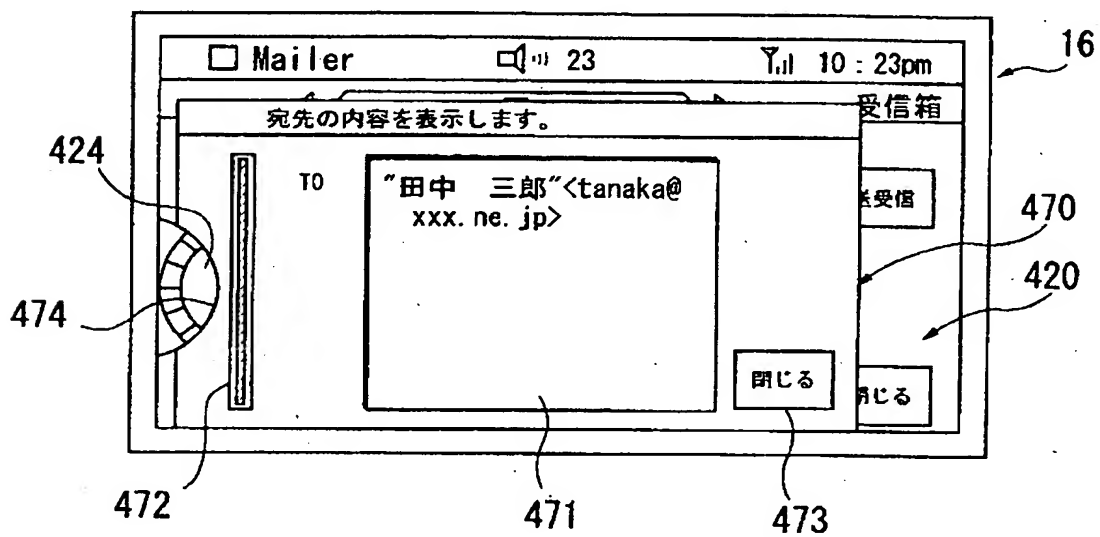 Mailer 23 10:23pm
16
受信箱
宛先の内容を表示します。
424
TO
"田中 三郎"<tanaka@
xxx.ne.jp>
受信
470
420
474
閉じる
じる
472
471
473